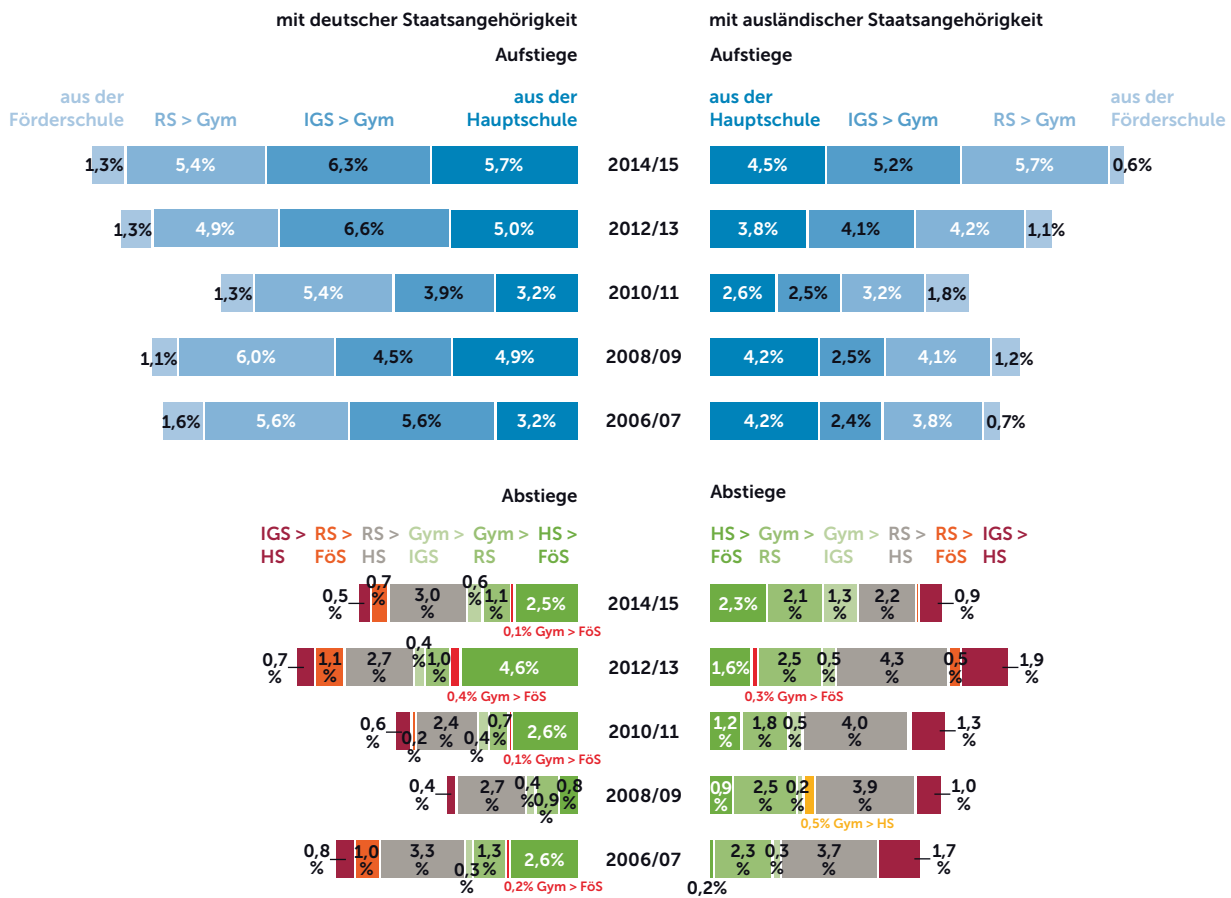 mit deutscher Staatsangehörigkeit
mit ausländischer Staatsangehörigkeit
Aufstiege
Aufstiege
aus der Förderschule
RS > Gym
IGS > Gym
aus der Hauptschule
aus der Hauptschule
IGS > Gym
RS > Gym
aus der Förderschule
1,3% 5,4% 6,3% 5,7% 2014/15 4,5% 5,2% 5,7% 0,6%
1,3% 4,9% 6,6% 5,0% 2012/13 3,8% 4,1% 4,2% 1,1%
1,3% 5,4% 3,9% 3,2% 2010/11 2,6% 2,5% 3,2% 1,8%
1,1% 6,0% 4,5% 4,9% 2008/09 4,2% 2,5% 4,1% 1,2%
1,6% 5,6% 5,6% 3,2% 2006/07 4,2% 2,4% 3,8% 0,7%
Abstiege
Abstiege
IGS > HS
RS > FöS
RS > HS
Gym > IGS
Gym > RS
HS > FöS
HS > FöS
Gym > RS
Gym > IGS
RS > HS
RS > FöS
IGS > HS
0,5% 0,7% 3,0% 0,6% 1,1% 2,5% 2014/15 2,3% 2,1% 1,3% 2,2% 0,9%
0,1% Gym > FöS
0,7% 1,1% 2,7% 0,4% 1,0% 4,6% 2012/13 1,6% 2,5% 0,5% 4,3% 0,5% 1,9%
0,4% Gym > FöS
0,3% Gym > FöS
0,6% 0,2% 2,4% 0,4% 0,7% 2,6% 2010/11 1,2% 1,8% 0,5% 4,0% 1,3%
0,1% Gym > FöS
0,4% 2,7% 0,4% 0,9% 0,8% 2008/09 0,9% 2,5% 0,2% 3,9% 1,0%
0,5% Gym > HS
0,8% 1,0% 3,3% 0,3% 1,3% 2,6% 2006/07 0,2% 2,3% 0,3% 3,7% 1,7%
0,2% Gym > FöS